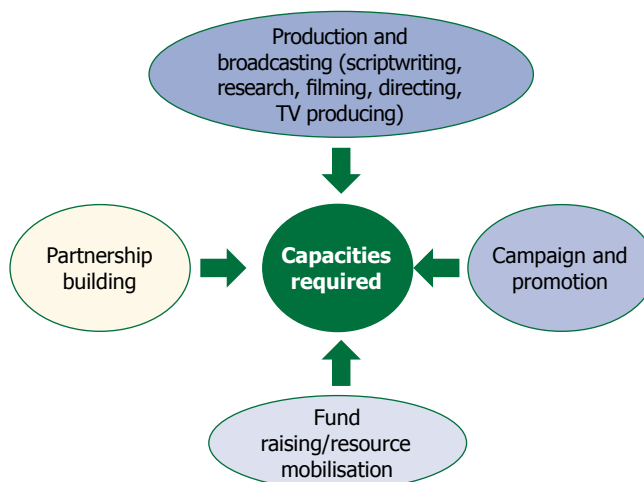 Production and
broadcasting (scriptwriting,
research, filming, directing,
TV producing)
Partnership
building
Capacities
required
Campaign and
promotion
Fund
raising/resource
mobilisation